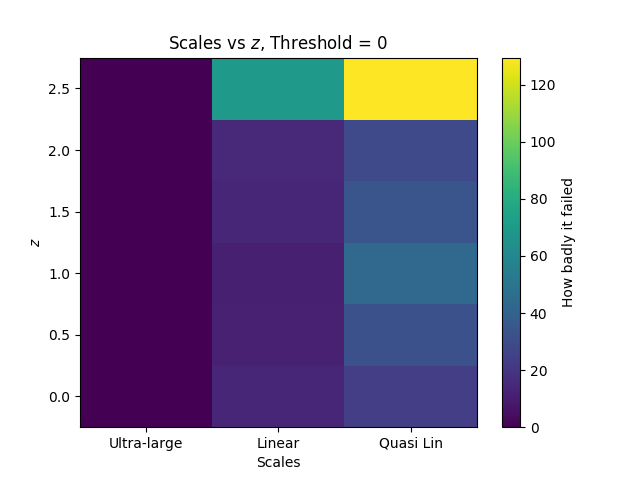 Scales vs z, Threshold = 0
2.5
2.0
1.5
1.0
0.5
0.0
z
Ultra-large Linear Quasi Lin
Scales
120
100
80
60
40
20
0
How badly it failed